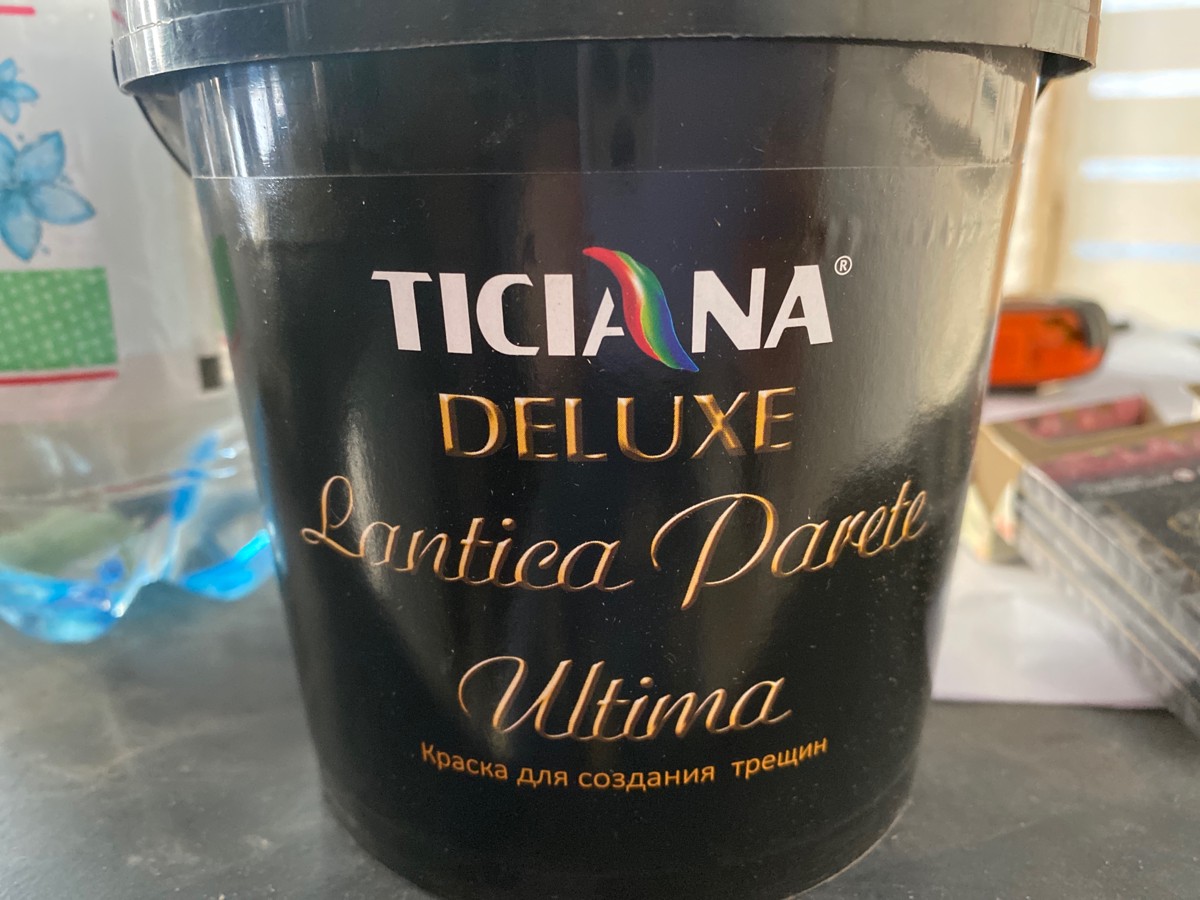 TICIANA®
DELUXE
Lantica Parete
Ultima
Краска для создания трещин